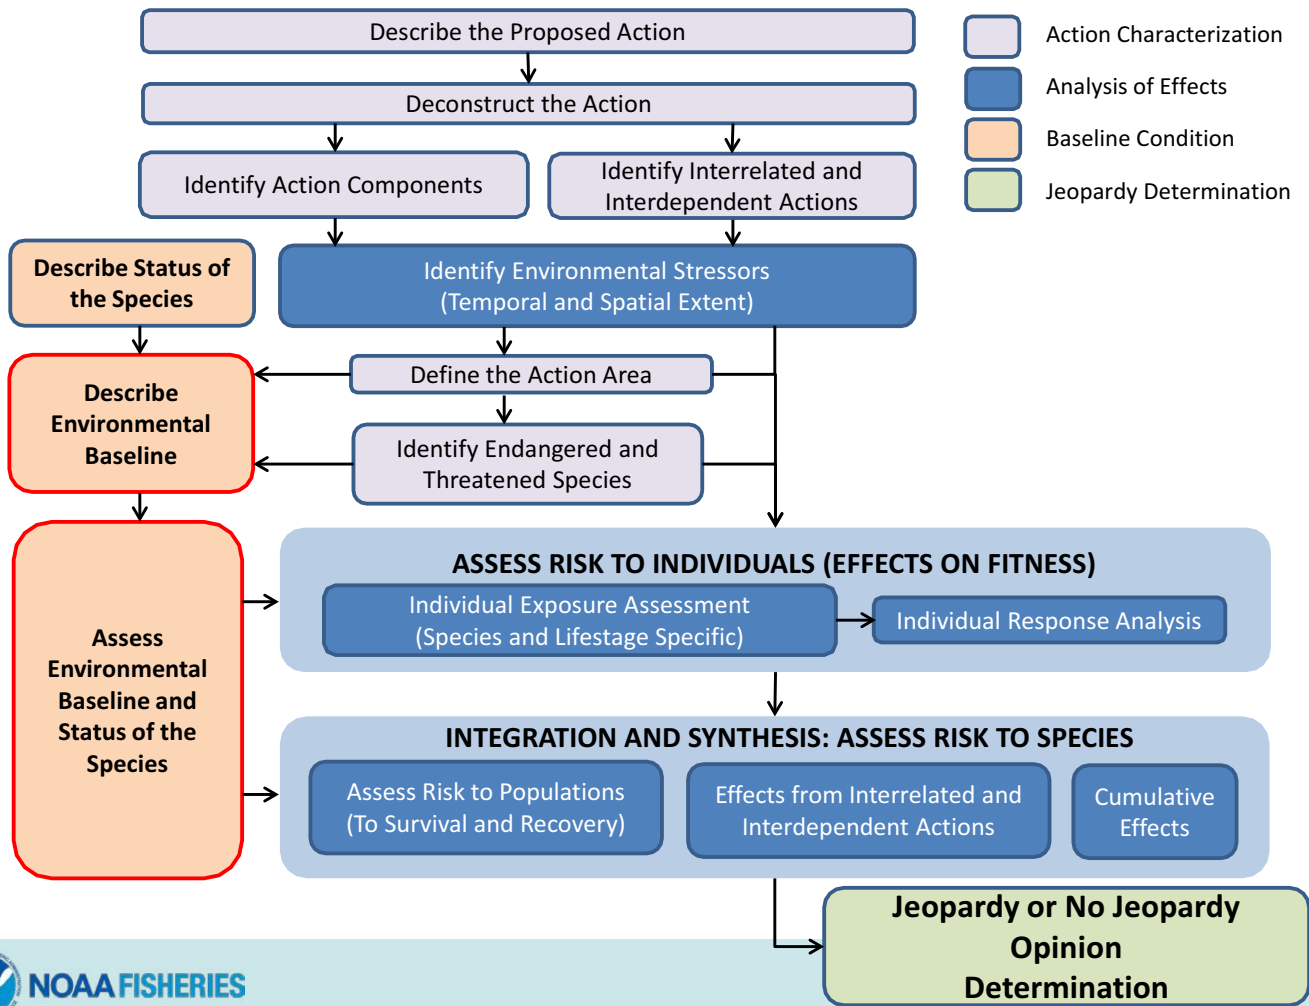 Describe the Proposed Action
Deconstruct the Action
Identify Action Components
Identify Interrelated and
Interdependent Actions
Action Characterization
Analysis of Effects
Baseline Condition
Jeopardy Determination
Describe Status of
the Species
Identify Environmental Stressors
(Temporal and Spatial Extent)
Define the Action Area
Describe
Environmental
Baseline
Identify Endangered and
Threatened Species
Assess
Environmental
Baseline and
Status of the
Species
ASSESS RISK TO INDIVIDUALS (EFFECTS ON FITNESS)
Individual Exposure Assessment
(Species and Lifestage Specific)
Individual Response Analysis
INTEGRATION AND SYNTHESIS: ASSESS RISK TO SPECIES
Assess Risk to Populations
(To Survival and Recovery)
Effects from Interrelated and
Interdependent Actions
Cumulative
Effects
Jeopardy or No Jeopardy
Opinion
Determination
NOAA FISHERIES